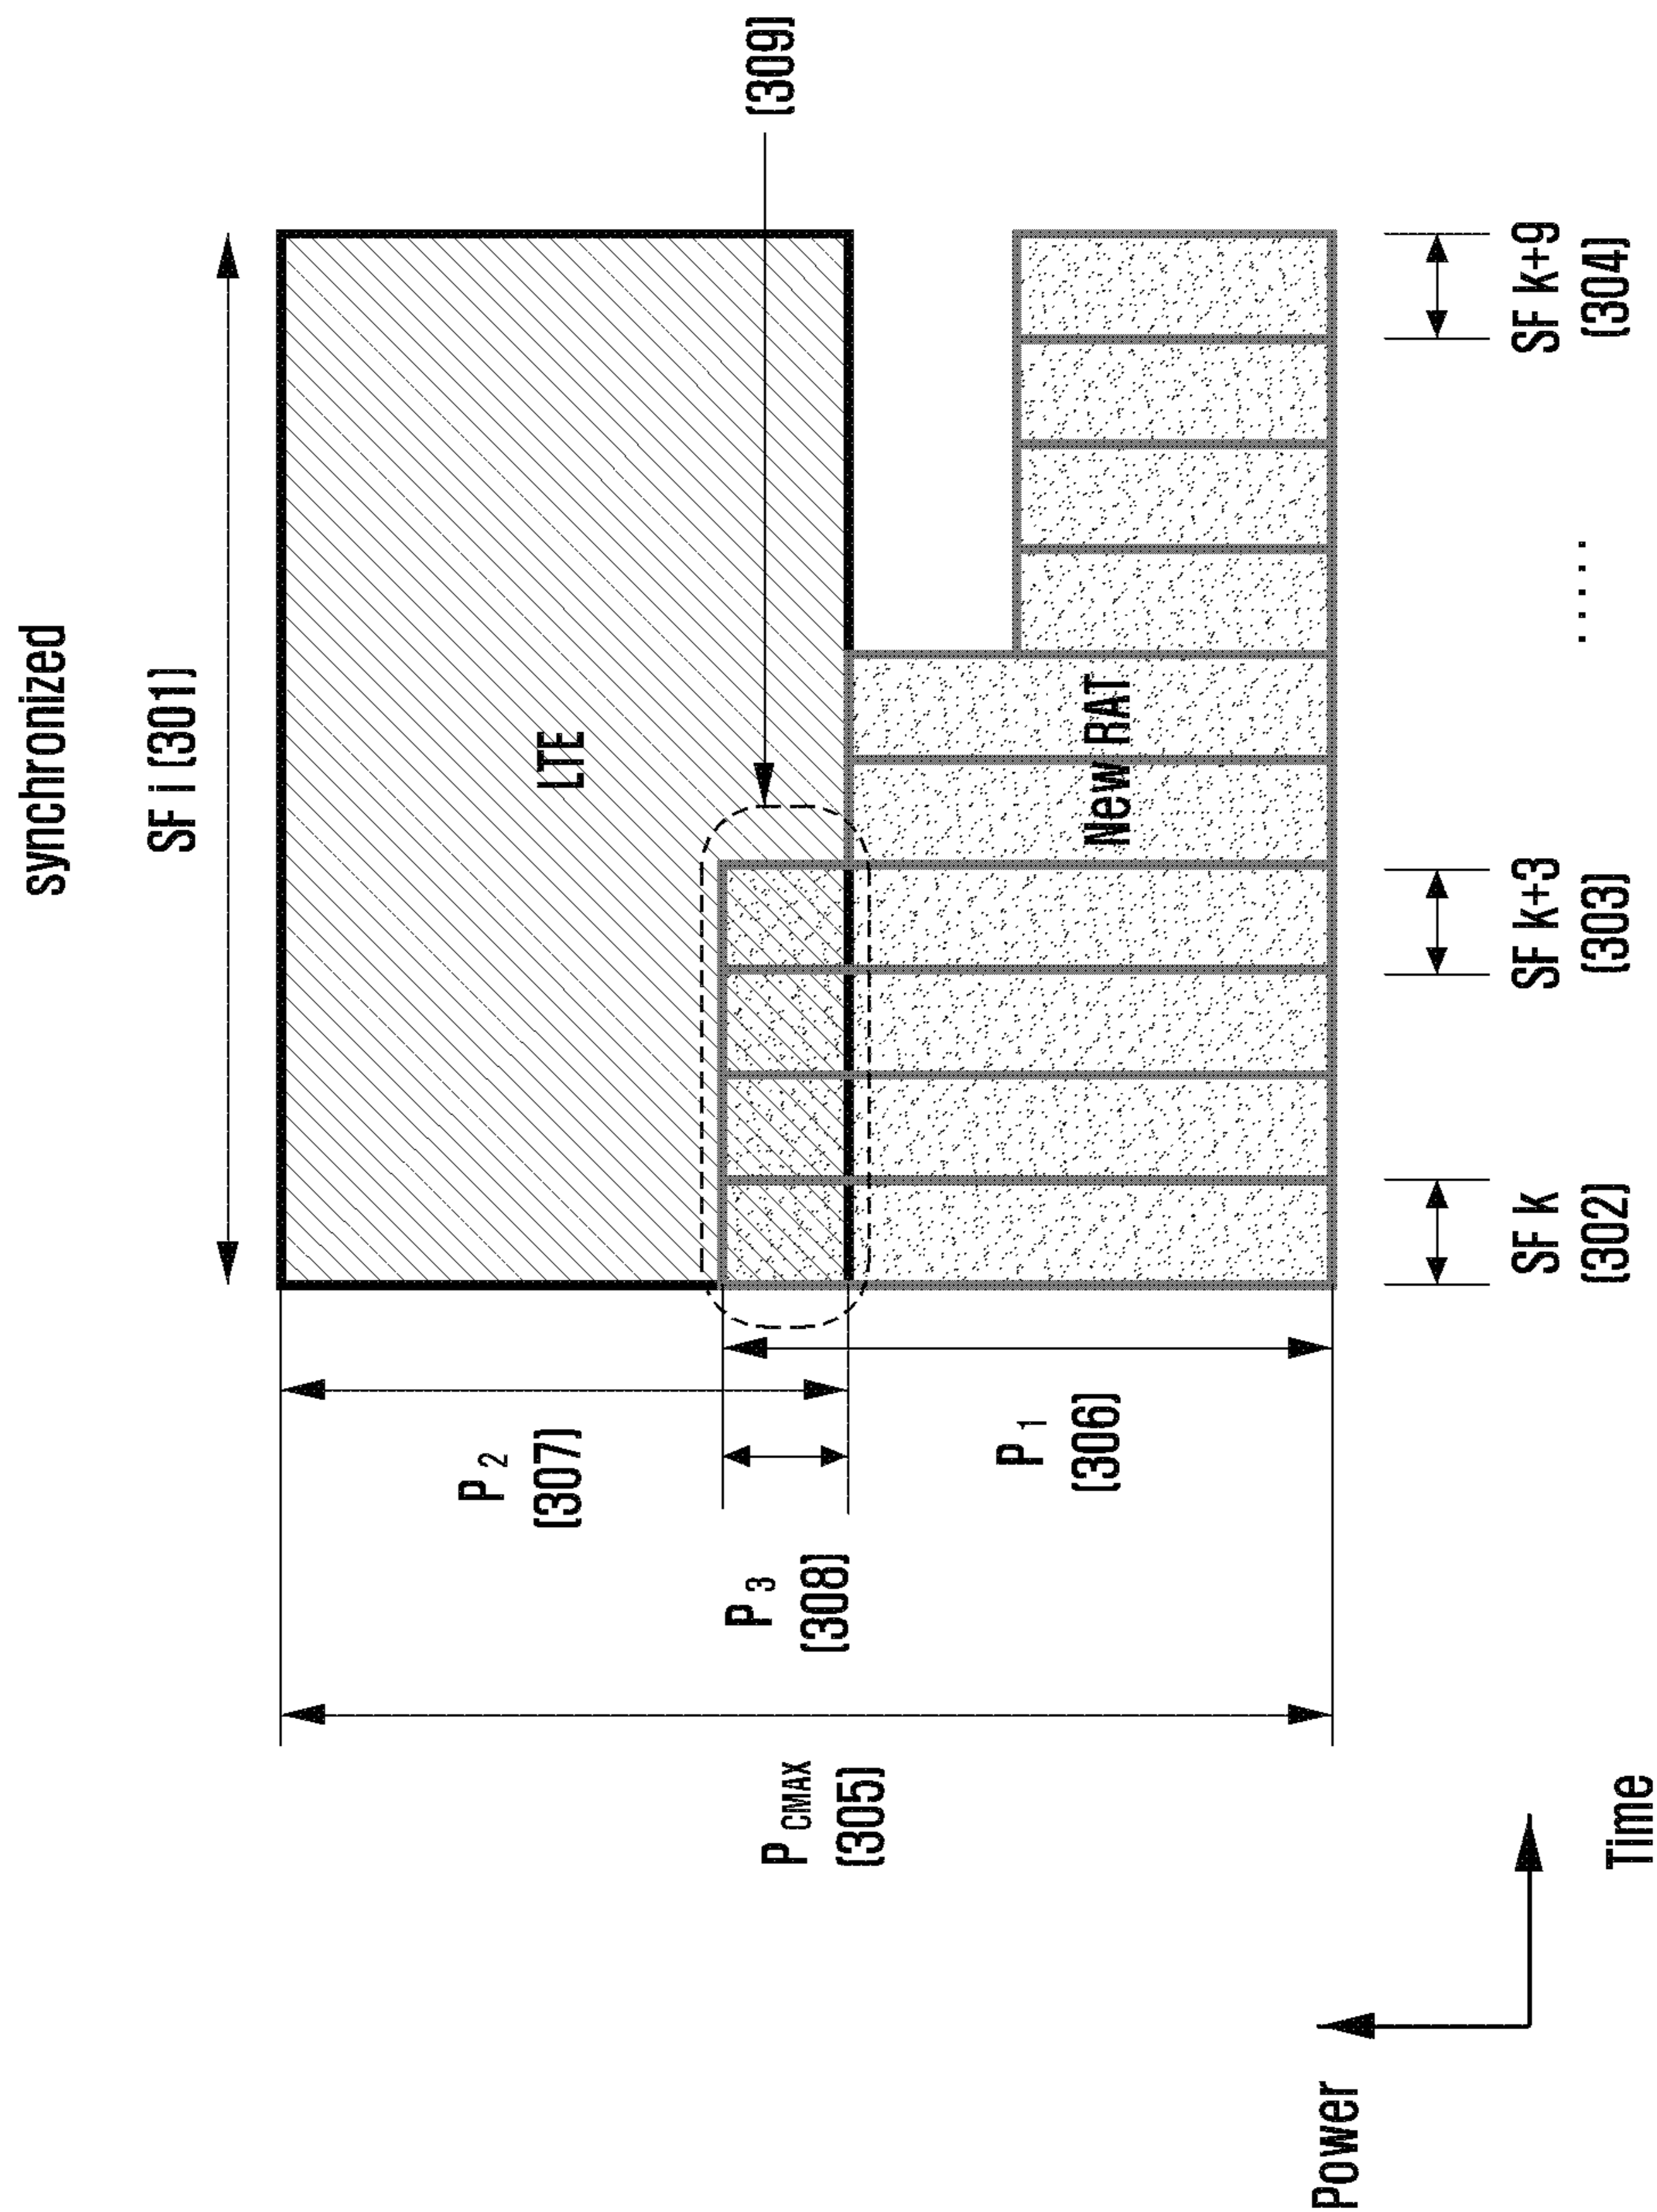 synchronized
SF i (301)
LTE
(309)
New RAT
P2
(307)
P3
(308)
P1
(306)
PCMAX
(305)
SF k
(302)
SF k+3
(303)
.....
SF k+9
(304)
Power
Time